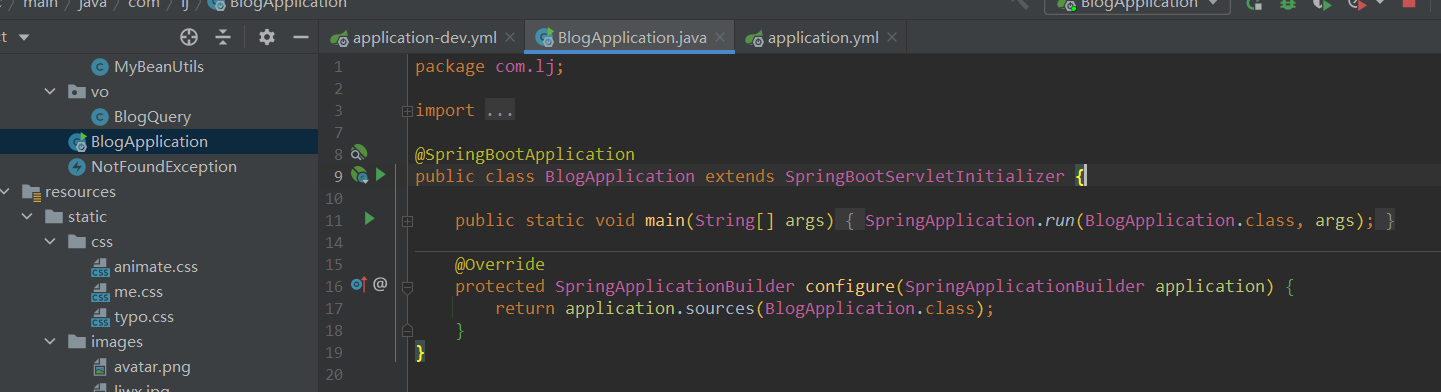 main java com lj BlogApplication
BlogApplication
application-dev.yml
BlogApplication.java
application.yml
MyBeanUtils
vo
BlogQuery
BlogApplication
NotFoundException
resources
static
css
animate.css
me.css
typo.css
images
avatar.png
1 package com.lj;
2
3 import ...
7
8 @SpringBootApplication
9 public class BlogApplication extends SpringBootServletInitializer {
10
11 public static void main(String[] args) { SpringApplication.run(BlogApplication.class, args); }
14
15 @Override
16 protected SpringApplicationBuilder configure(SpringApplicationBuilder application) {
17 return application.sources(BlogApplication.class);
18 }
19 }
20